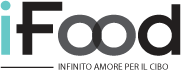 iFood
INFINITO AMORE PER IL CIBO